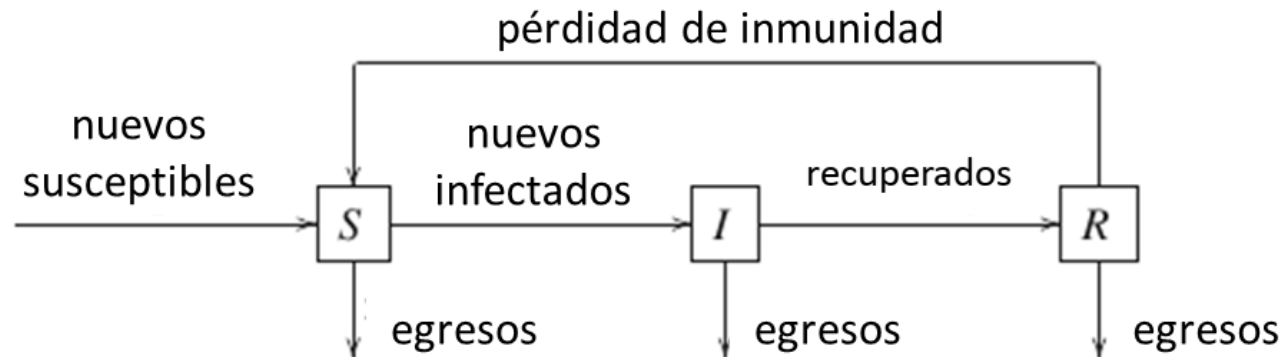 pérdidad de inmunidad
nuevos
susceptibles
nuevos
infectados
recuperados
S
I
R
egresos
egresos
egresos